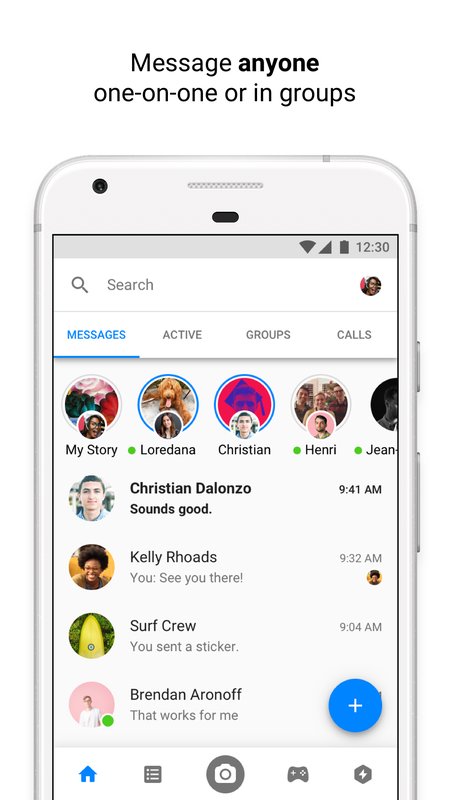 Message anyone
one-on-one or in groups
12:30
Search
MESSAGES ACTIVE GROUPS CALLS
My Story Loredana Christian Henri Jean-
Christian Dalonzo 9:41 AM
Sounds good.
Kelly Rhoads 9:32 AM
You: See you there!
Surf Crew 9:04 AM
You sent a sticker.
Brendan Aronoff
That works for me